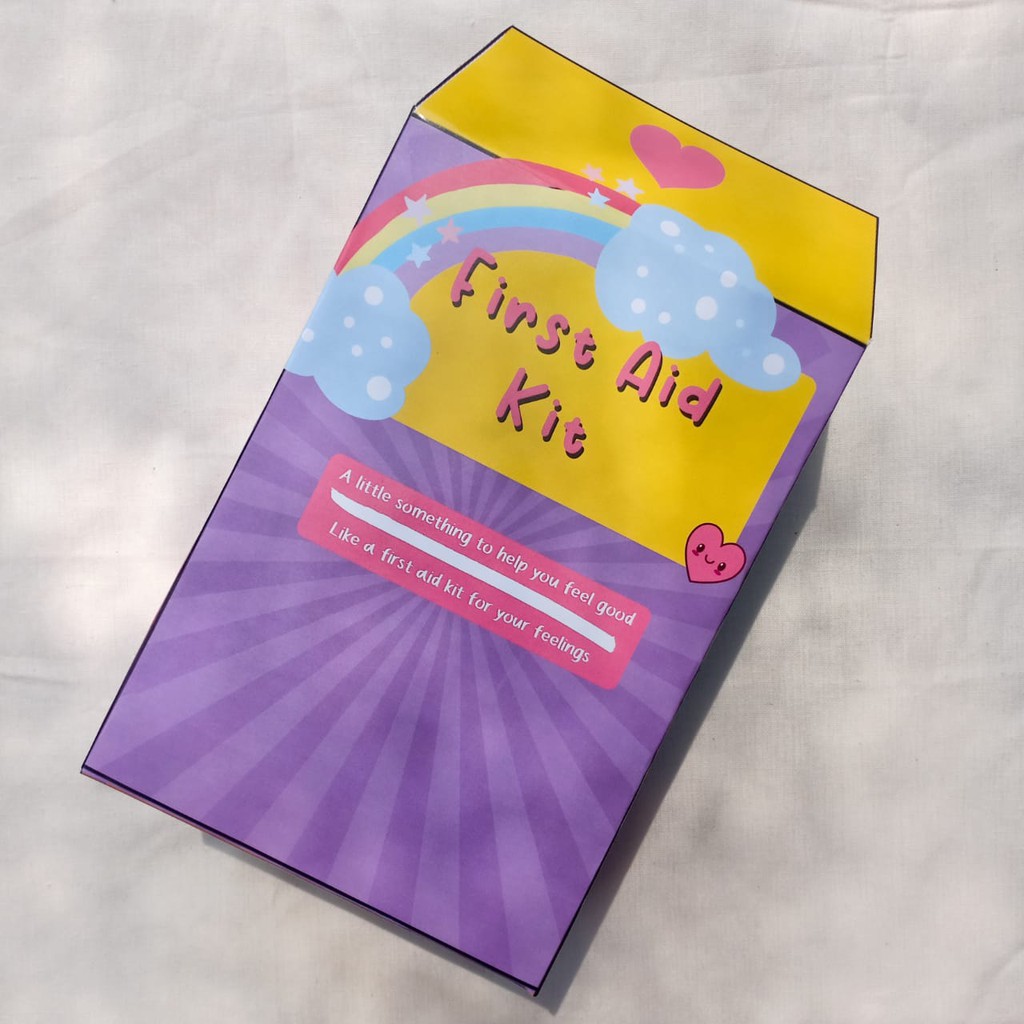 First Aid
Kit
A little something to help you feel good
Like a first aid kit for your feelings